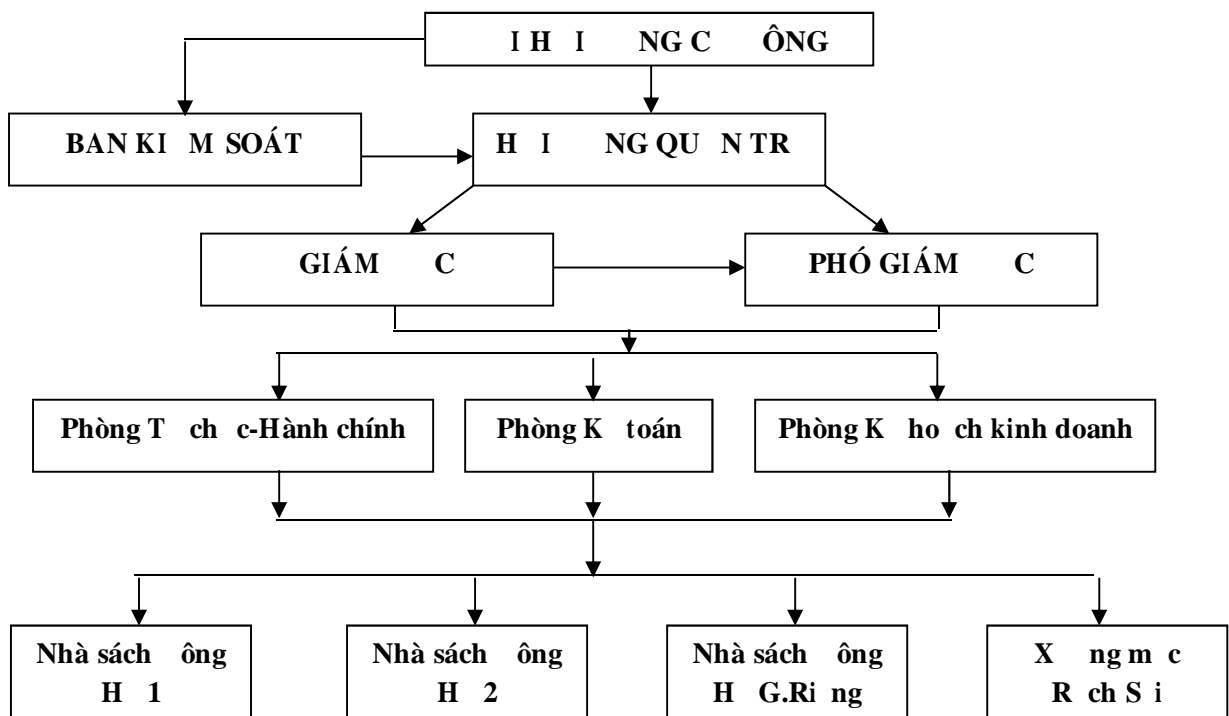 I H I NG C ÔNG
BAN KI M SOÁT
H I NG QU N TR
GIÁM C
PHÓ GIÁM C
Phòng T ch c-Hành chính
Phòng K toán
Phòng K ho ch kinh doanh
Nhà sách ông
H 1
Nhà sách ông
H 2
Nhà sách ông
H G.Ri ng
X ng m c
R ch S i